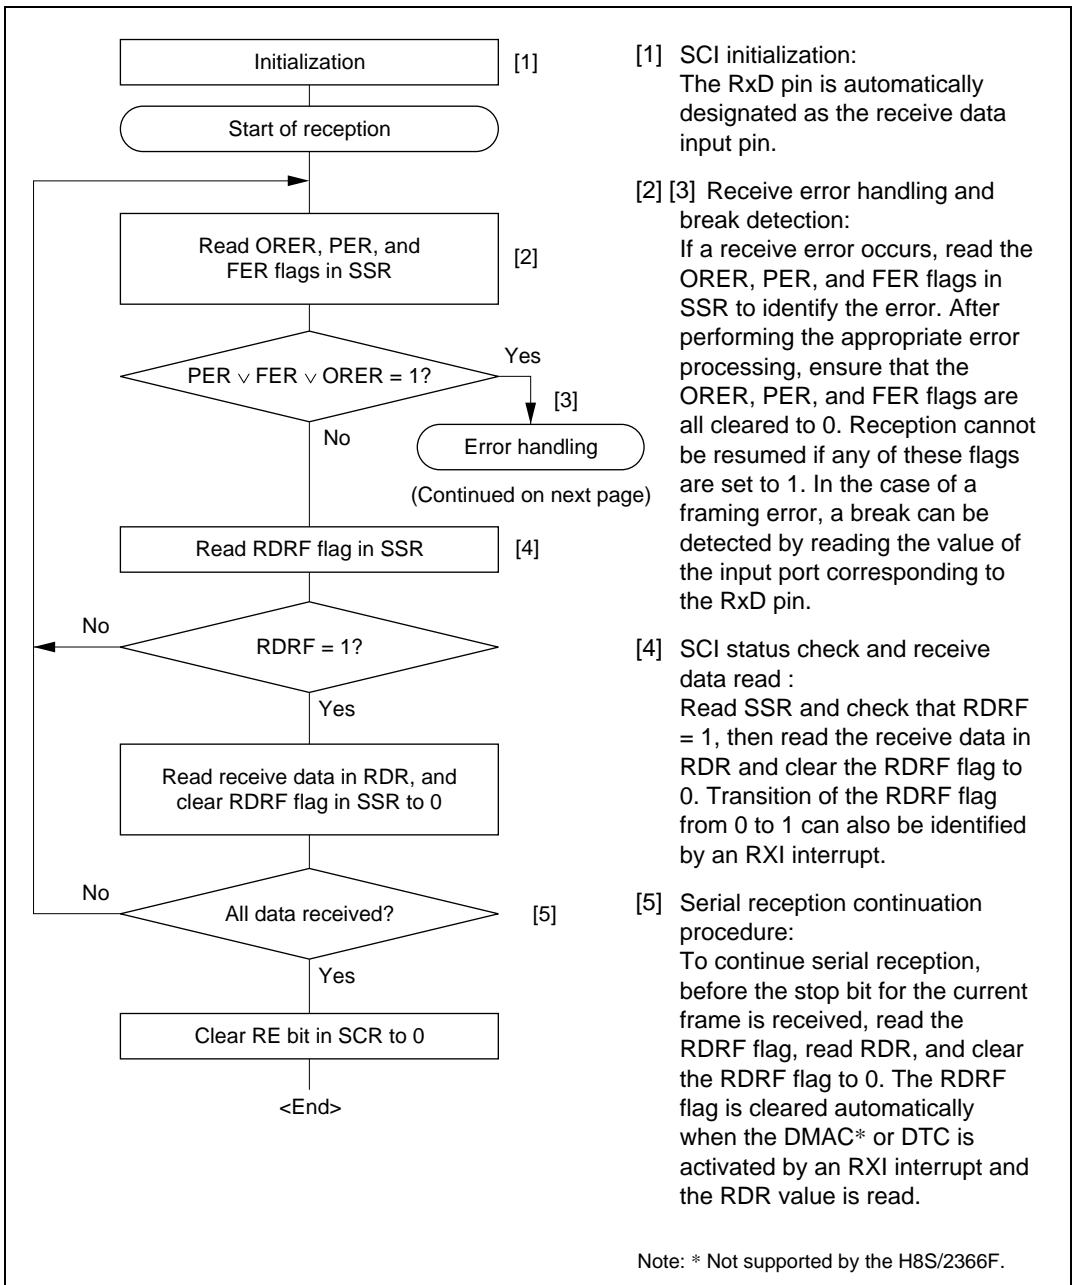 Initialization
[1]
Start of reception
Read ORER, PER, and
FER flags in SSR
[2]
PER ∨ FER ∨ ORER = 1?
Yes
[3]
No
Error handling
(Continued on next page)
Read RDRF flag in SSR
[4]
No
RDRF = 1?
Yes
Read receive data in RDR, and
clear RDRF flag in SSR to 0
No
All data received?
[5]
Yes
Clear RE bit in SCR to 0
<End>
[1] SCI initialization:
The RxD pin is automatically
designated as the receive data
input pin.
[2] [3] Receive error handling and
break detection:
If a receive error occurs, read the
ORER, PER, and FER flags in
SSR to identify the error. After
performing the appropriate error
processing, ensure that the
ORER, PER, and FER flags are
all cleared to 0. Reception cannot
be resumed if any of these flags
are set to 1. In the case of a
framing error, a break can be
detected by reading the value of
the input port corresponding to
the RxD pin.
[4] SCI status check and receive
data read :
Read SSR and check that RDRF
= 1, then read the receive data in
RDR and clear the RDRF flag to
0. Transition of the RDRF flag
from 0 to 1 can also be identified
by an RXI interrupt.
[5] Serial reception continuation
procedure:
To continue serial reception,
before the stop bit for the current
frame is received, read the
RDRF flag, read RDR, and clear
the RDRF flag to 0. The RDRF
flag is cleared automatically
when the DMAC* or DTC is
activated by an RXI interrupt and
the RDR value is read.
Note: * Not supported by the H8S/2366F.